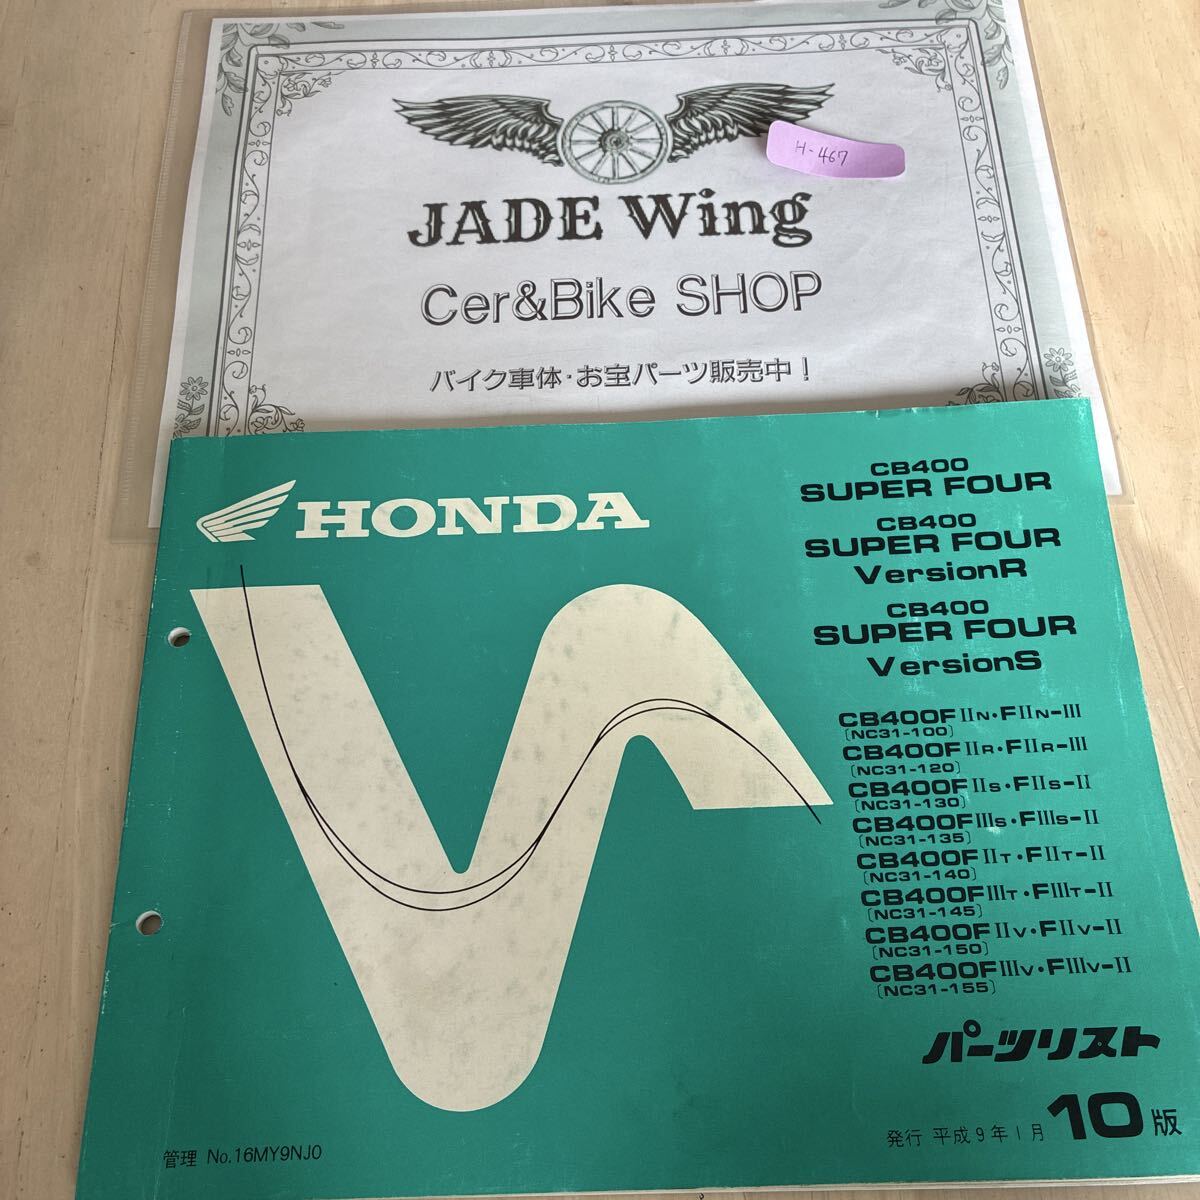 H-467
JADE Wing
Cer&Bike SHOP
バイク車体・お宝パーツ販売中！
HONDA
CB400
SUPER FOUR
CB400
SUPER FOUR
VersionR
CB400
SUPER FOUR
VersionS
CB400FⅡN・FⅡN-Ⅲ
〔NC31-100〕
CB400FⅡR・FⅡR-Ⅲ
〔NC31-120〕
CB400FⅡS・FⅡS-Ⅱ
〔NC31-130〕
CB400FⅢS・FⅢS-Ⅱ
〔NC31-135〕
CB400FⅡT・FⅡT-Ⅱ
〔NC31-140〕
CB400FⅢT・FⅢT-Ⅱ
〔NC31-145〕
CB400FⅡV・FⅡV-Ⅱ
〔NC31-150〕
CB400FⅢV・FⅢV-Ⅱ
〔NC31-155〕
パーツリスト
発行 平成9年1月 10版
管理 No.16MY9NJ0